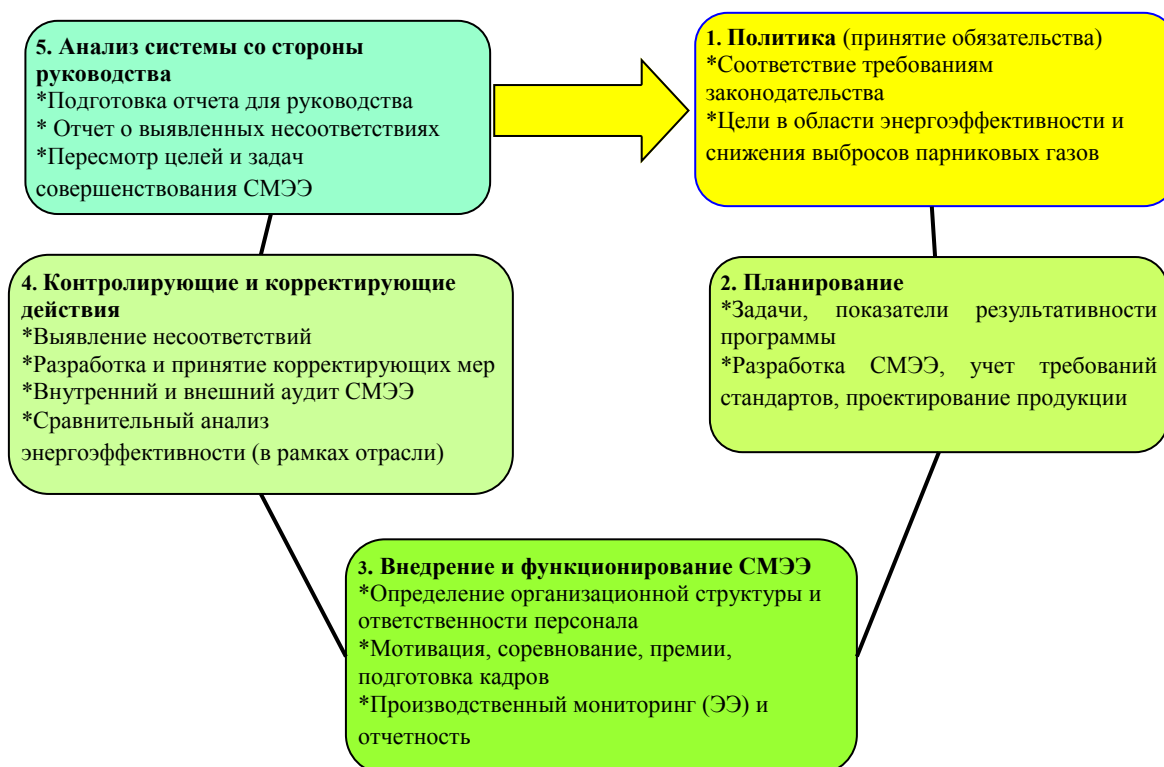 5. Анализ системы со стороны
руководства
*Подготовка отчета для руководства
* Отчет о выявленных несоответствиях
*Пересмотр целей и задач
совершенствования СМЭЭ
1. Политика (принятие обязательства)
*Соответствие требованиям
законодательства
*Цели в области энергоэффективности и
снижения выбросов парниковых газов
4. Контролирующие и корректирующие
действия
*Выявление несоответствий
*Разработка и принятие корректирующих мер
*Внутренний и внешний аудит СМЭЭ
*Сравнительный анализ
энергоэффективности (в рамках отрасли)
2. Планирование
*Задачи, показатели результативности
программы
*Разработка СМЭЭ, учет требований
стандартов, проектирование продукции
3. Внедрение и функционирование СМЭЭ
*Определение организационной структуры и
ответственности персонала
*Мотивация, соревнование, премии,
подготовка кадров
*Производственный мониторинг (ЭЭ) и
отчетность